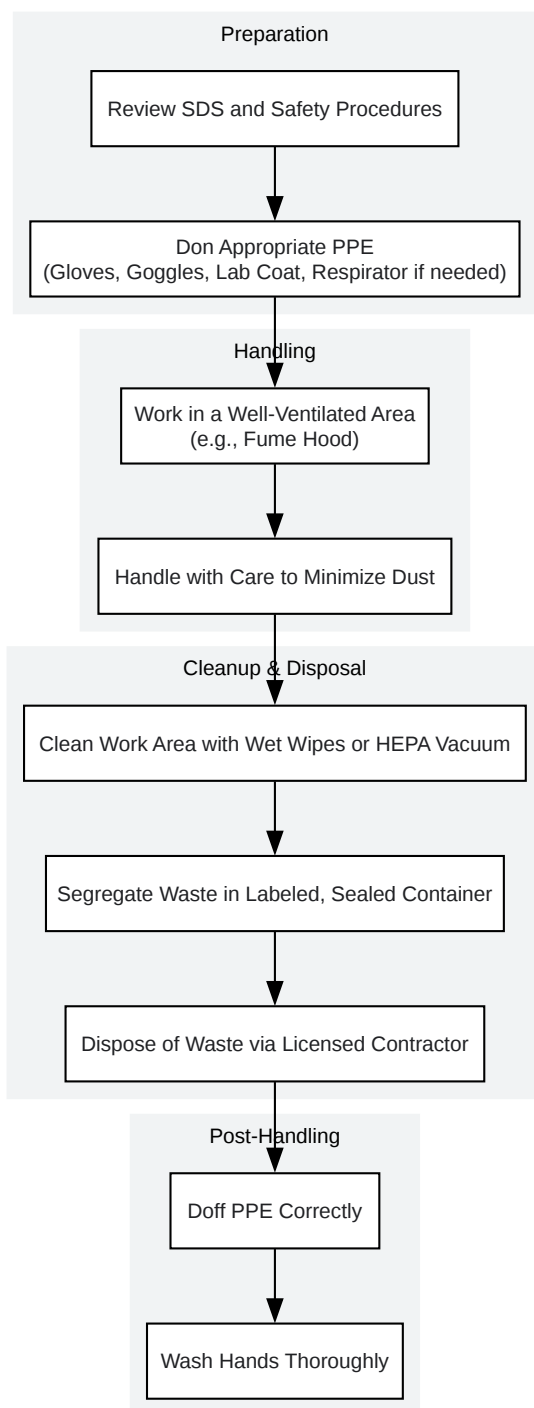 Preparation
Review SDS and Safety Procedures
Don Appropriate PPE
(Gloves, Goggles, Lab Coat, Respirator if needed)
Handling
Work in a Well-Ventilated Area
(e.g., Fume Hood)
Handle with Care to Minimize Dust
Cleanup & Disposal
Clean Work Area with Wet Wipes or HEPA Vacuum
Segregate Waste in Labeled, Sealed Container
Dispose of Waste via Licensed Contractor
Post-Handling
Doff PPE Correctly
Wash Hands Thoroughly